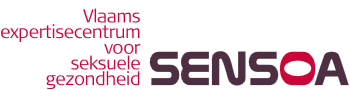 Vlaams
expertisecentrum
voor
seksuele
gezondheid
SENSOA